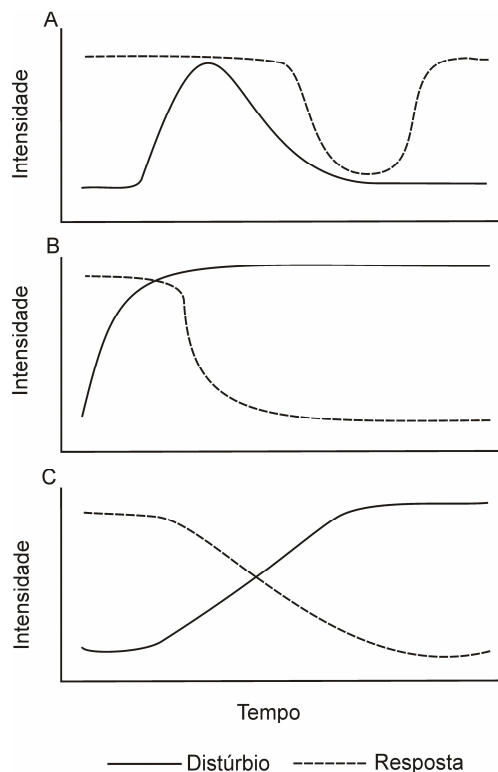 A
Intensidade
B
Intensidade
C
Intensidade
Tempo
Distúrbio Resposta